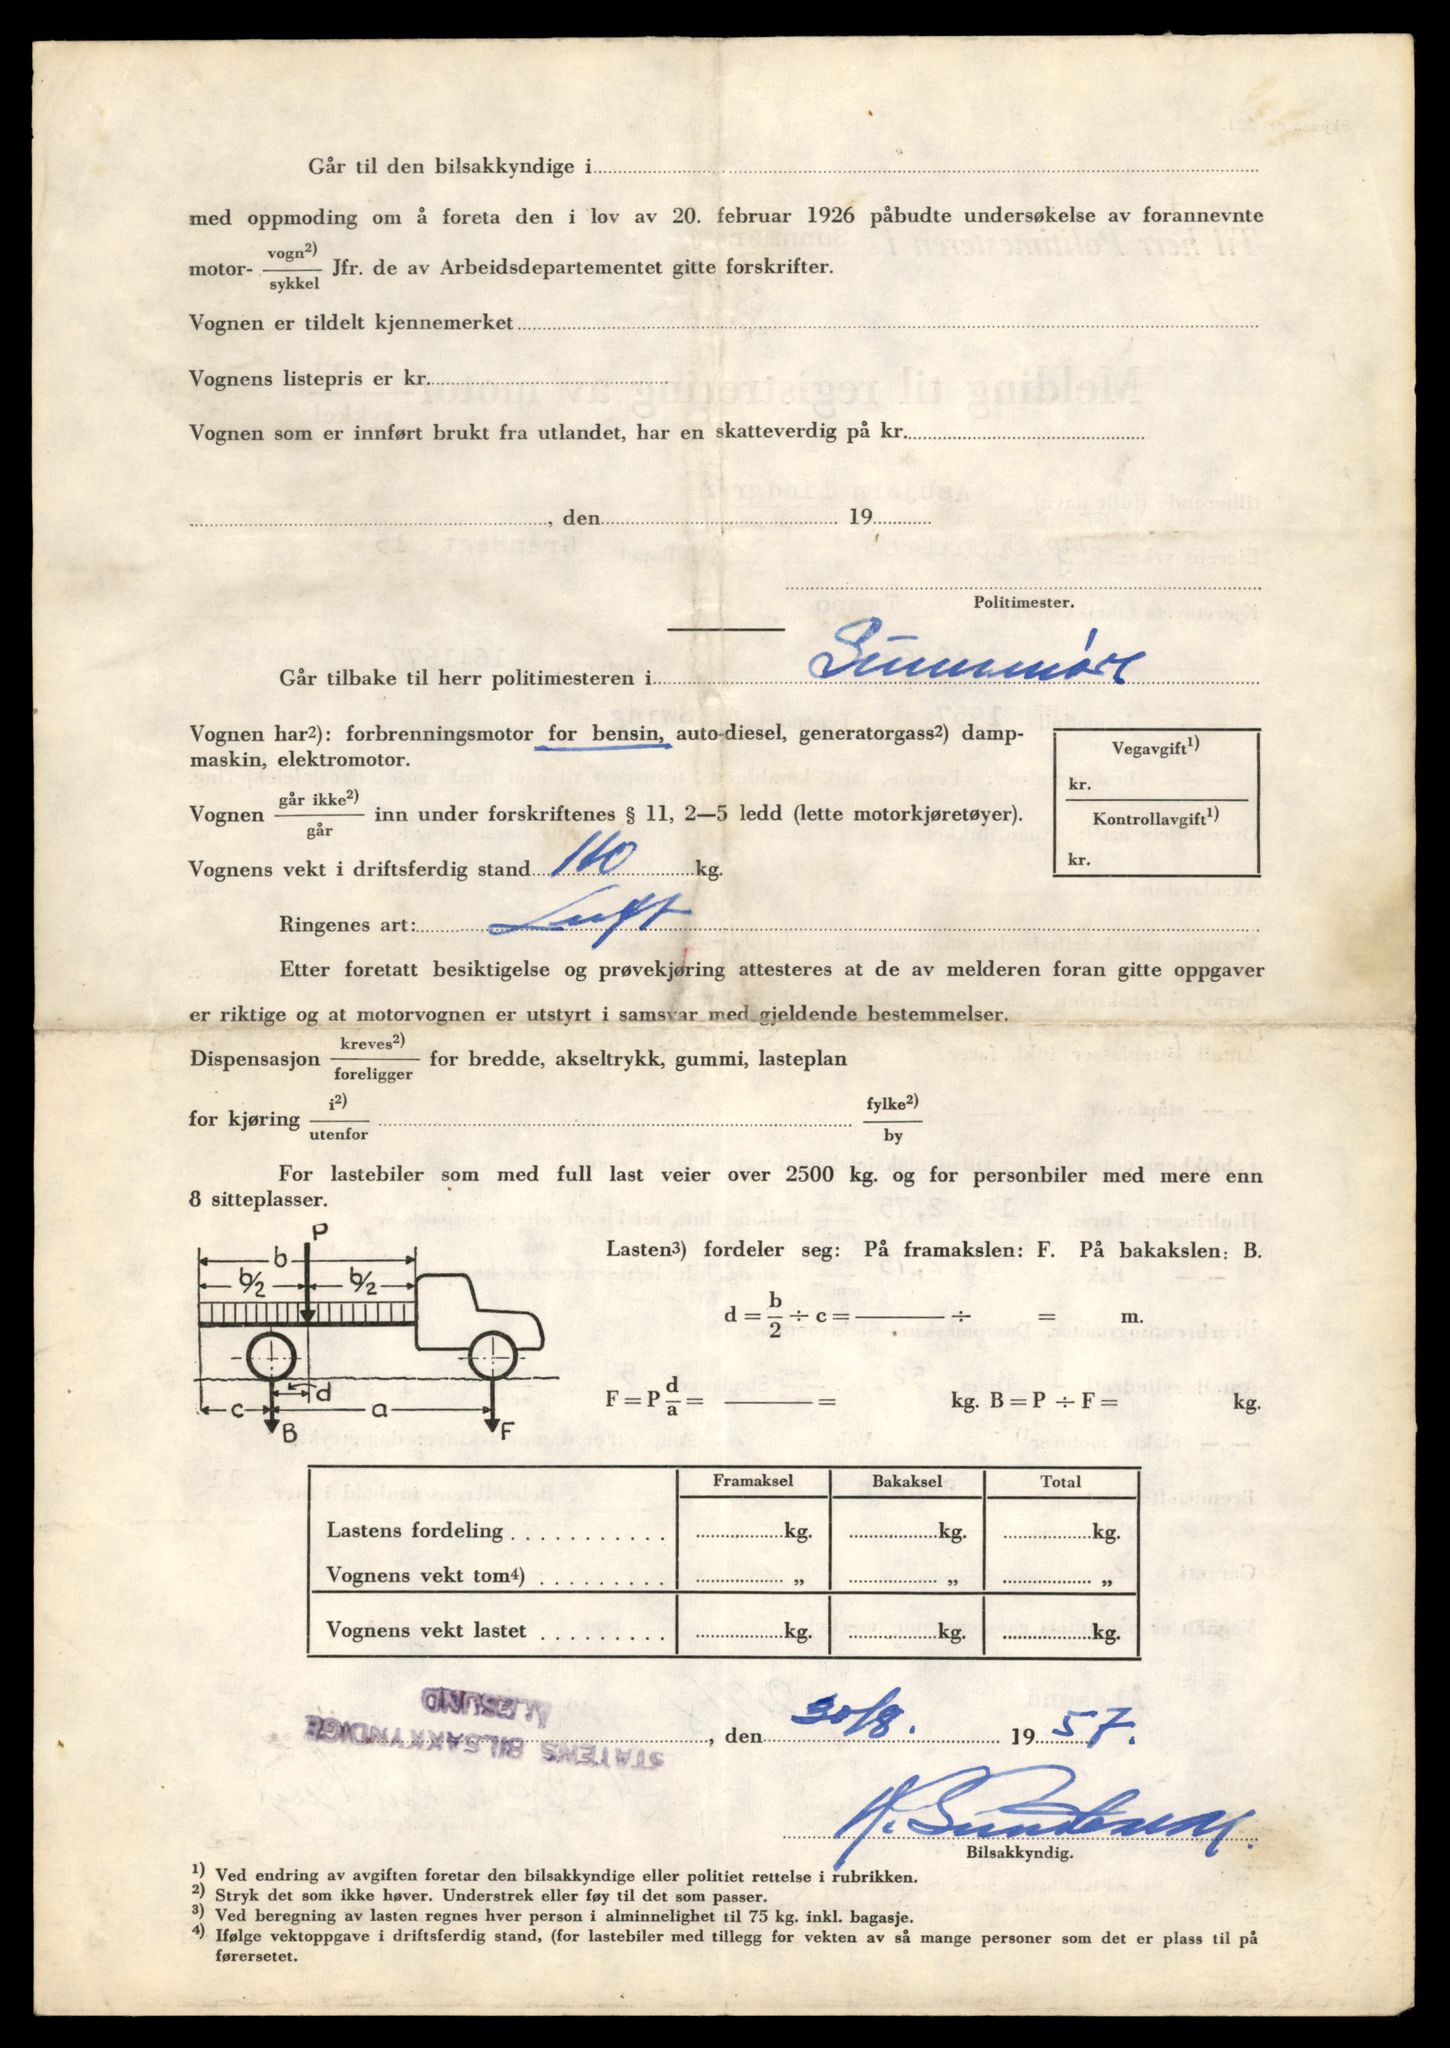 Går til den bilsakkyndige i
med oppmoding om å foreta den i lov av 20. februar 1926 påbudte undersøkelse av forannevnte
motor- vogn2)/sykkel Jfr. de av Arbeidsdepartementet gitte forskrifter.
Vognen er tildelt kjennemerket
Vognens listepris er kr.
Vognen som er innført brukt fra utlandet, har en skatteverdig på kr.
, den 19
Politimester.
Går tilbake til herr politimesteren i Sunnmøre
Vognen har2): forbrenningsmotor for bensin, auto-diesel, generatorgass2) damp-
maskin, elektromotor.
Vegavgift1)
kr.
Kontrollavgift1)
kr.
Vognen går ikke2)/går inn under forskriftenes § 11, 2—5 ledd (lette motorkjøretøyer).
Vognens vekt i driftsferdig stand 110 kg.
Ringenes art: Luft
Etter foretatt besiktigelse og prøvekjøring attesteres at de av melderen foran gitte oppgaver
er riktige og at motorvognen er utstyrt i samsvar med gjeldende bestemmelser.
Dispensasjon kreves2)/foreligger for bredde, akseltrykk, gummi, lasteplan
for kjøring i2)/utenfor fylke2)/by
For lastebiler som med full last veier over 2500 kg. og for personbiler med mere enn
8 sitteplasser.
P
b
b/2 b/2
d
c a
B F
Lasten3) fordeler seg: På framakslen: F. På bakakslen: B.
d = b/2 ÷ c = ÷ = m.
F = P d/a = = kg. B = P ÷ F = kg.
Framaksel Bakaksel Total
Lastens fordeling kg. kg. kg.
Vognens vekt tom4) „ „ „
Vognens vekt lastet kg. kg. kg.
STATENS BILSAKKYNDIGE
ÅLESUND
, den 30/8. 1957.
Bilsakkyndig.
1) Ved endring av avgiften foretar den bilsakkyndige eller politiet rettelse i rubrikken.
2) Stryk det som ikke høver. Understrek eller føy til det som passer.
3) Ved beregning av lasten regnes hver person i alminnelighet til 75 kg. inkl. bagasje.
4) Ifølge vektoppgave i driftsferdig stand, (for lastebiler med tillegg for vekten av så mange personer som det er plass til på
førersetet.